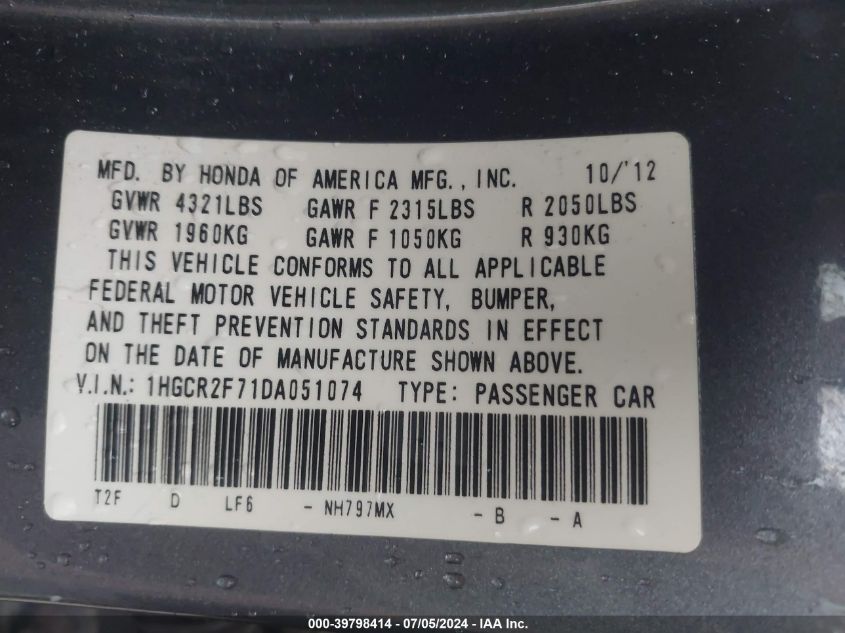 MFD. BY HONDA OF AMERICA MFG., INC. 10/'12
GVWR 4321LBS GAWR F 2315LBS R 2050LBS
GVWR 1960KG GAWR F 1050KG R 930KG
THIS VEHICLE CONFORMS TO ALL APPLICABLE
FEDERAL MOTOR VEHICLE SAFETY, BUMPER,
AND THEFT PREVENTION STANDARDS IN EFFECT
ON THE DATE OF MANUFACTURE SHOWN ABOVE.
V.I.N.: 1HGCR2F71DA051074 TYPE: PASSENGER CAR
T2F D LF6 - NH797MX - B - A
000-39798414 - 07/05/2024 - IAA Inc.